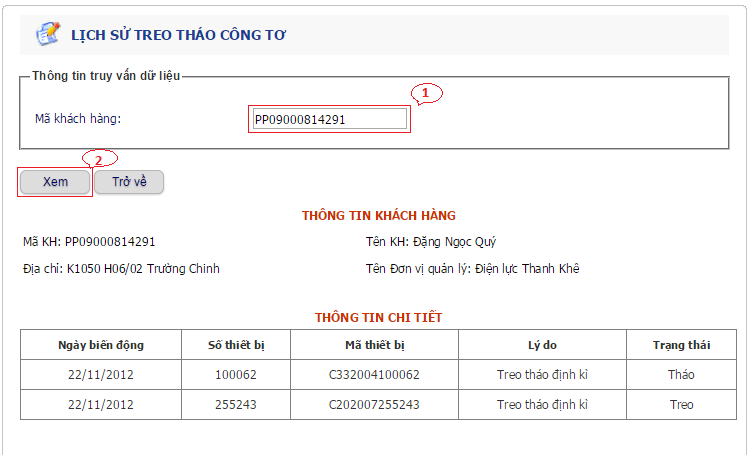 LỊCH SỬ TREO THÁO CÔNG TƠ
Thông tin truy vấn dữ liệu
1
Mã khách hàng: PP09000814291
2
Xem Trở về
THÔNG TIN KHÁCH HÀNG
Mã KH: PP09000814291 Tên KH: Đặng Ngọc Quý
Địa chỉ: K1050 H06/02 Trường Chinh Tên Đơn vị quản lý: Điện lực Thanh Khê
THÔNG TIN CHI TIẾT
Ngày biến động Số thiết bị Mã thiết bị Lý do Trạng thái
22/11/2012 100062 C332004100062 Treo tháo định kì Tháo
22/11/2012 255243 C202007255243 Treo tháo định kì Treo